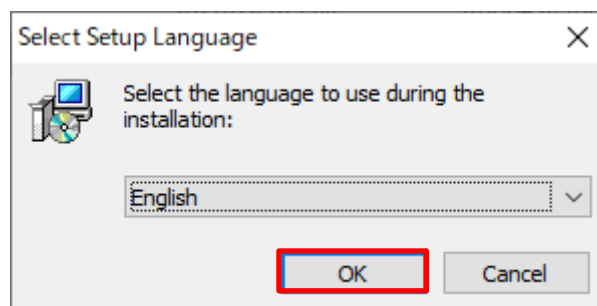 Select Setup Language
Select the language to use during the
installation:
English
OK
Cancel